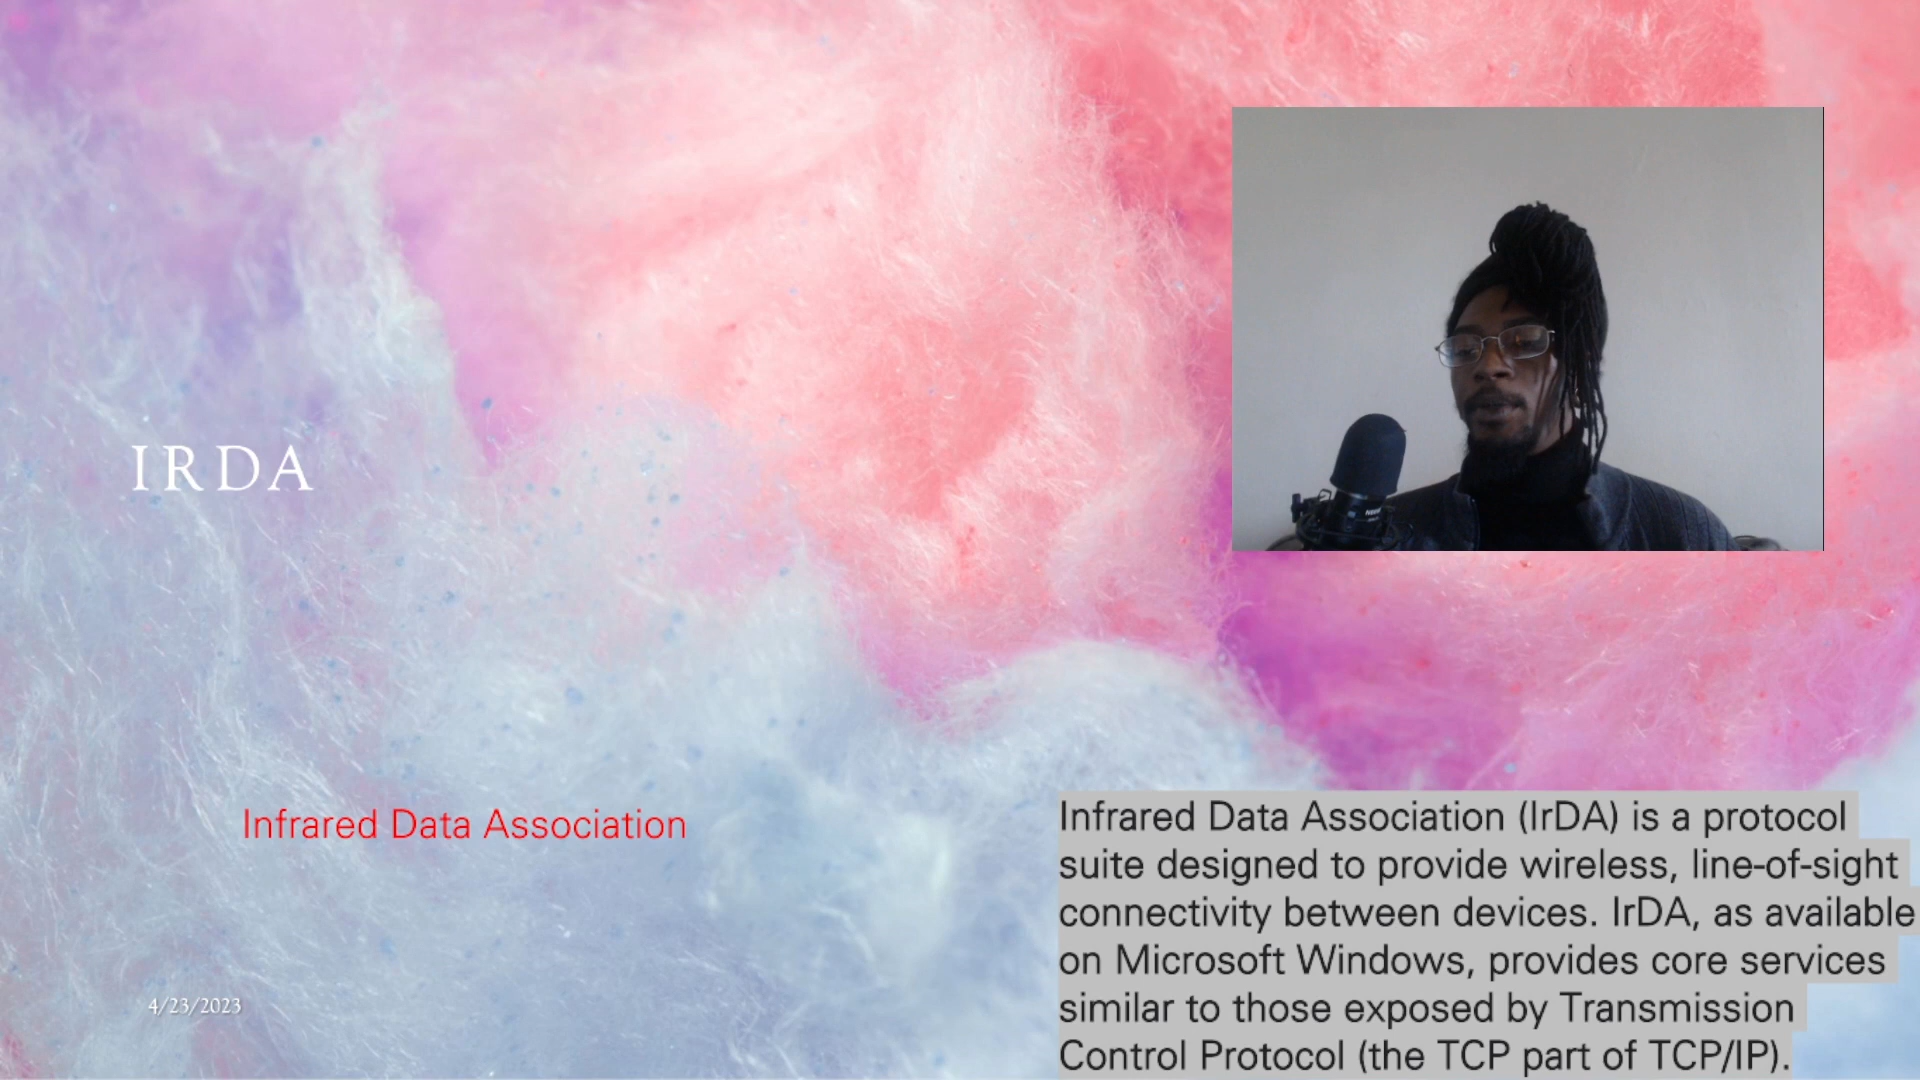 IRDA
Infrared Data Association
4/23/2023
Infrared Data Association (IrDA) is a protocol
suite designed to provide wireless, line-of-sight
connectivity between devices. IrDA, as available
on Microsoft Windows, provides core services
similar to those exposed by Transmission
Control Protocol (the TCP part of TCP/IP).